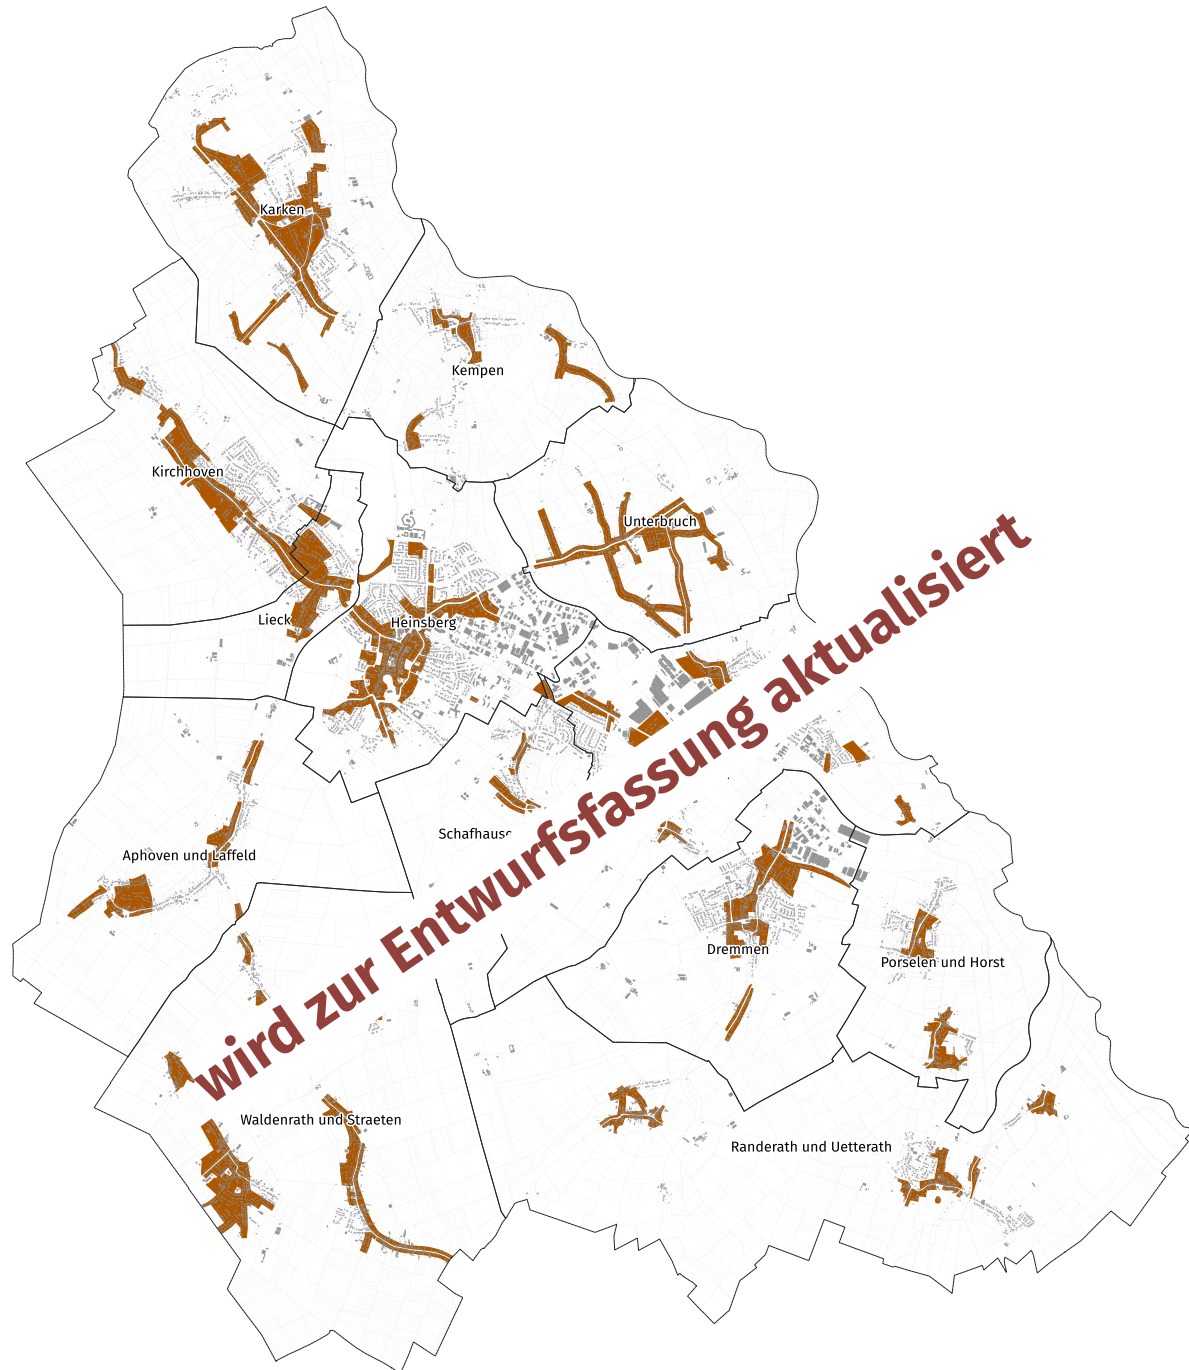 Karken
Kempen
Kirchhoven
Unterbruch
Lieck
Heinsberg
Schafhause
Aphoven und Laffeld
Dremmen
Porselen und Horst
Waldenrath und Straeten
Randerath und Uetterath
wird zur Entwurfsfassung aktualisiert